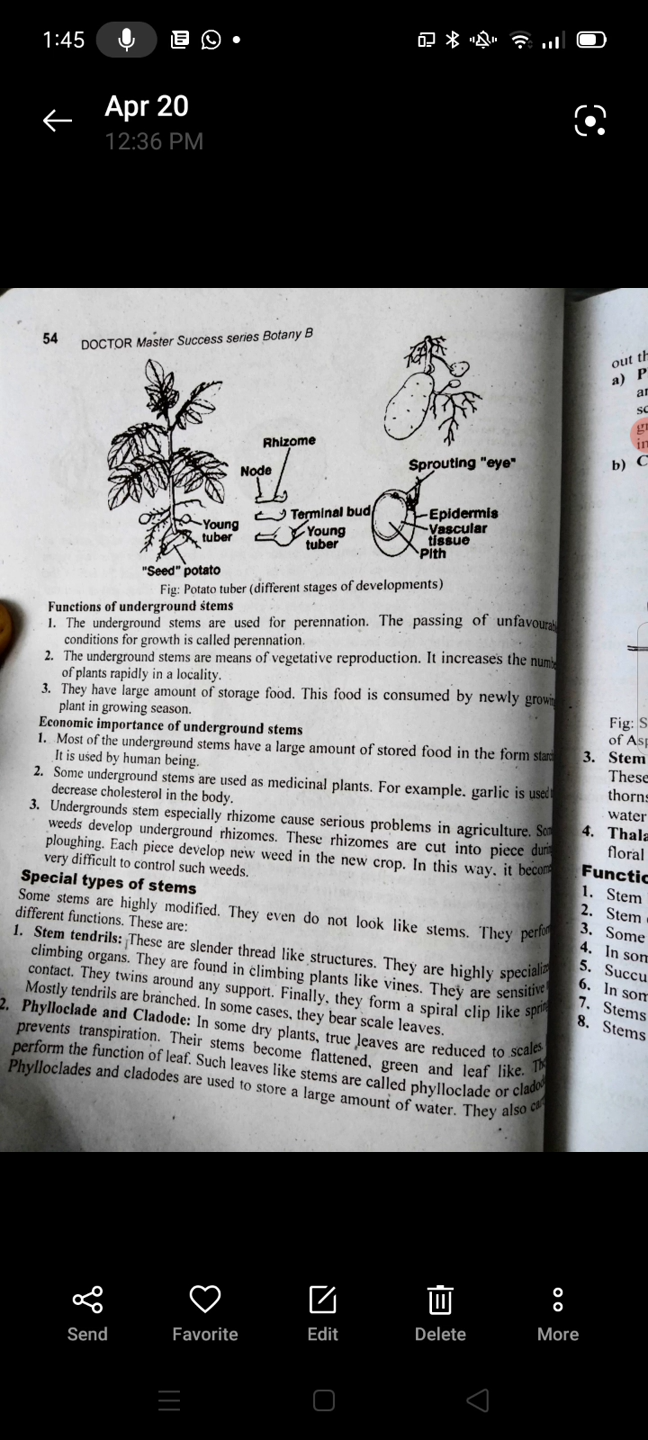 1:45
Apr 20
12:36 PM
54 DOCTOR Master Success series Botany B
Rhizome
Node
Terminal bud
Young tuber
Young tuber
"Seed" potato
Sprouting "eye"
Epidermis
Vascular tissue
Pith
Fig: Potato tuber (different stages of developments)
Functions of underground stems
1. The underground stems are used for perennation. The passing of
conditions for growth is called perennation.
2. The underground stems are means of vegetative reproduction. It increases the
of plants rapidly in a locality.
3. They have large amount of storage food. This food is consumed by newly
plant in growing season.
Economic importance of underground stems
1. Most of the underground stems have a large amount of stored food in the form
It is used by human being.
2. Some underground stems are used as medicinal plants. For example. garlic is used
decrease cholesterol in the body.
3. Undergrounds stem especially rhizome cause serious problems in agriculture.
weeds develop underground rhizomes. These rhizomes are cut into piece
ploughing. Each piece develop new weed in the new crop. In this way, it
very difficult to control such weeds.
Special types of stems
Some stems are highly modified. They even do not look like stems. They
different functions. These are:
1. Stem tendrils: These are slender thread like structures. They are highly
climbing organs. They are found in climbing plants like vines. They are sensitive
contact. They twins around any support. Finally, they form a spiral clip like
Mostly tendrils are branched. In some cases, they bear scale leaves.
2. Phylloclade and Cladode: In some dry plants, true leaves are reduced to scales.
prevents transpiration. Their stems become flattened, green and leaf like.
perform the function of leaf. Such leaves like stems are called phylloclade or
Phylloclades and cladodes are used to store a large amount of water. They also
out
a) P
b) C
Fig: S
of
3. Stem
These
water
4.
floral
1. Stem
2. Stem
3. Some
4. In
5.
6. In
7. Stems
8. Stems
Send
Favorite
Edit
Delete
More